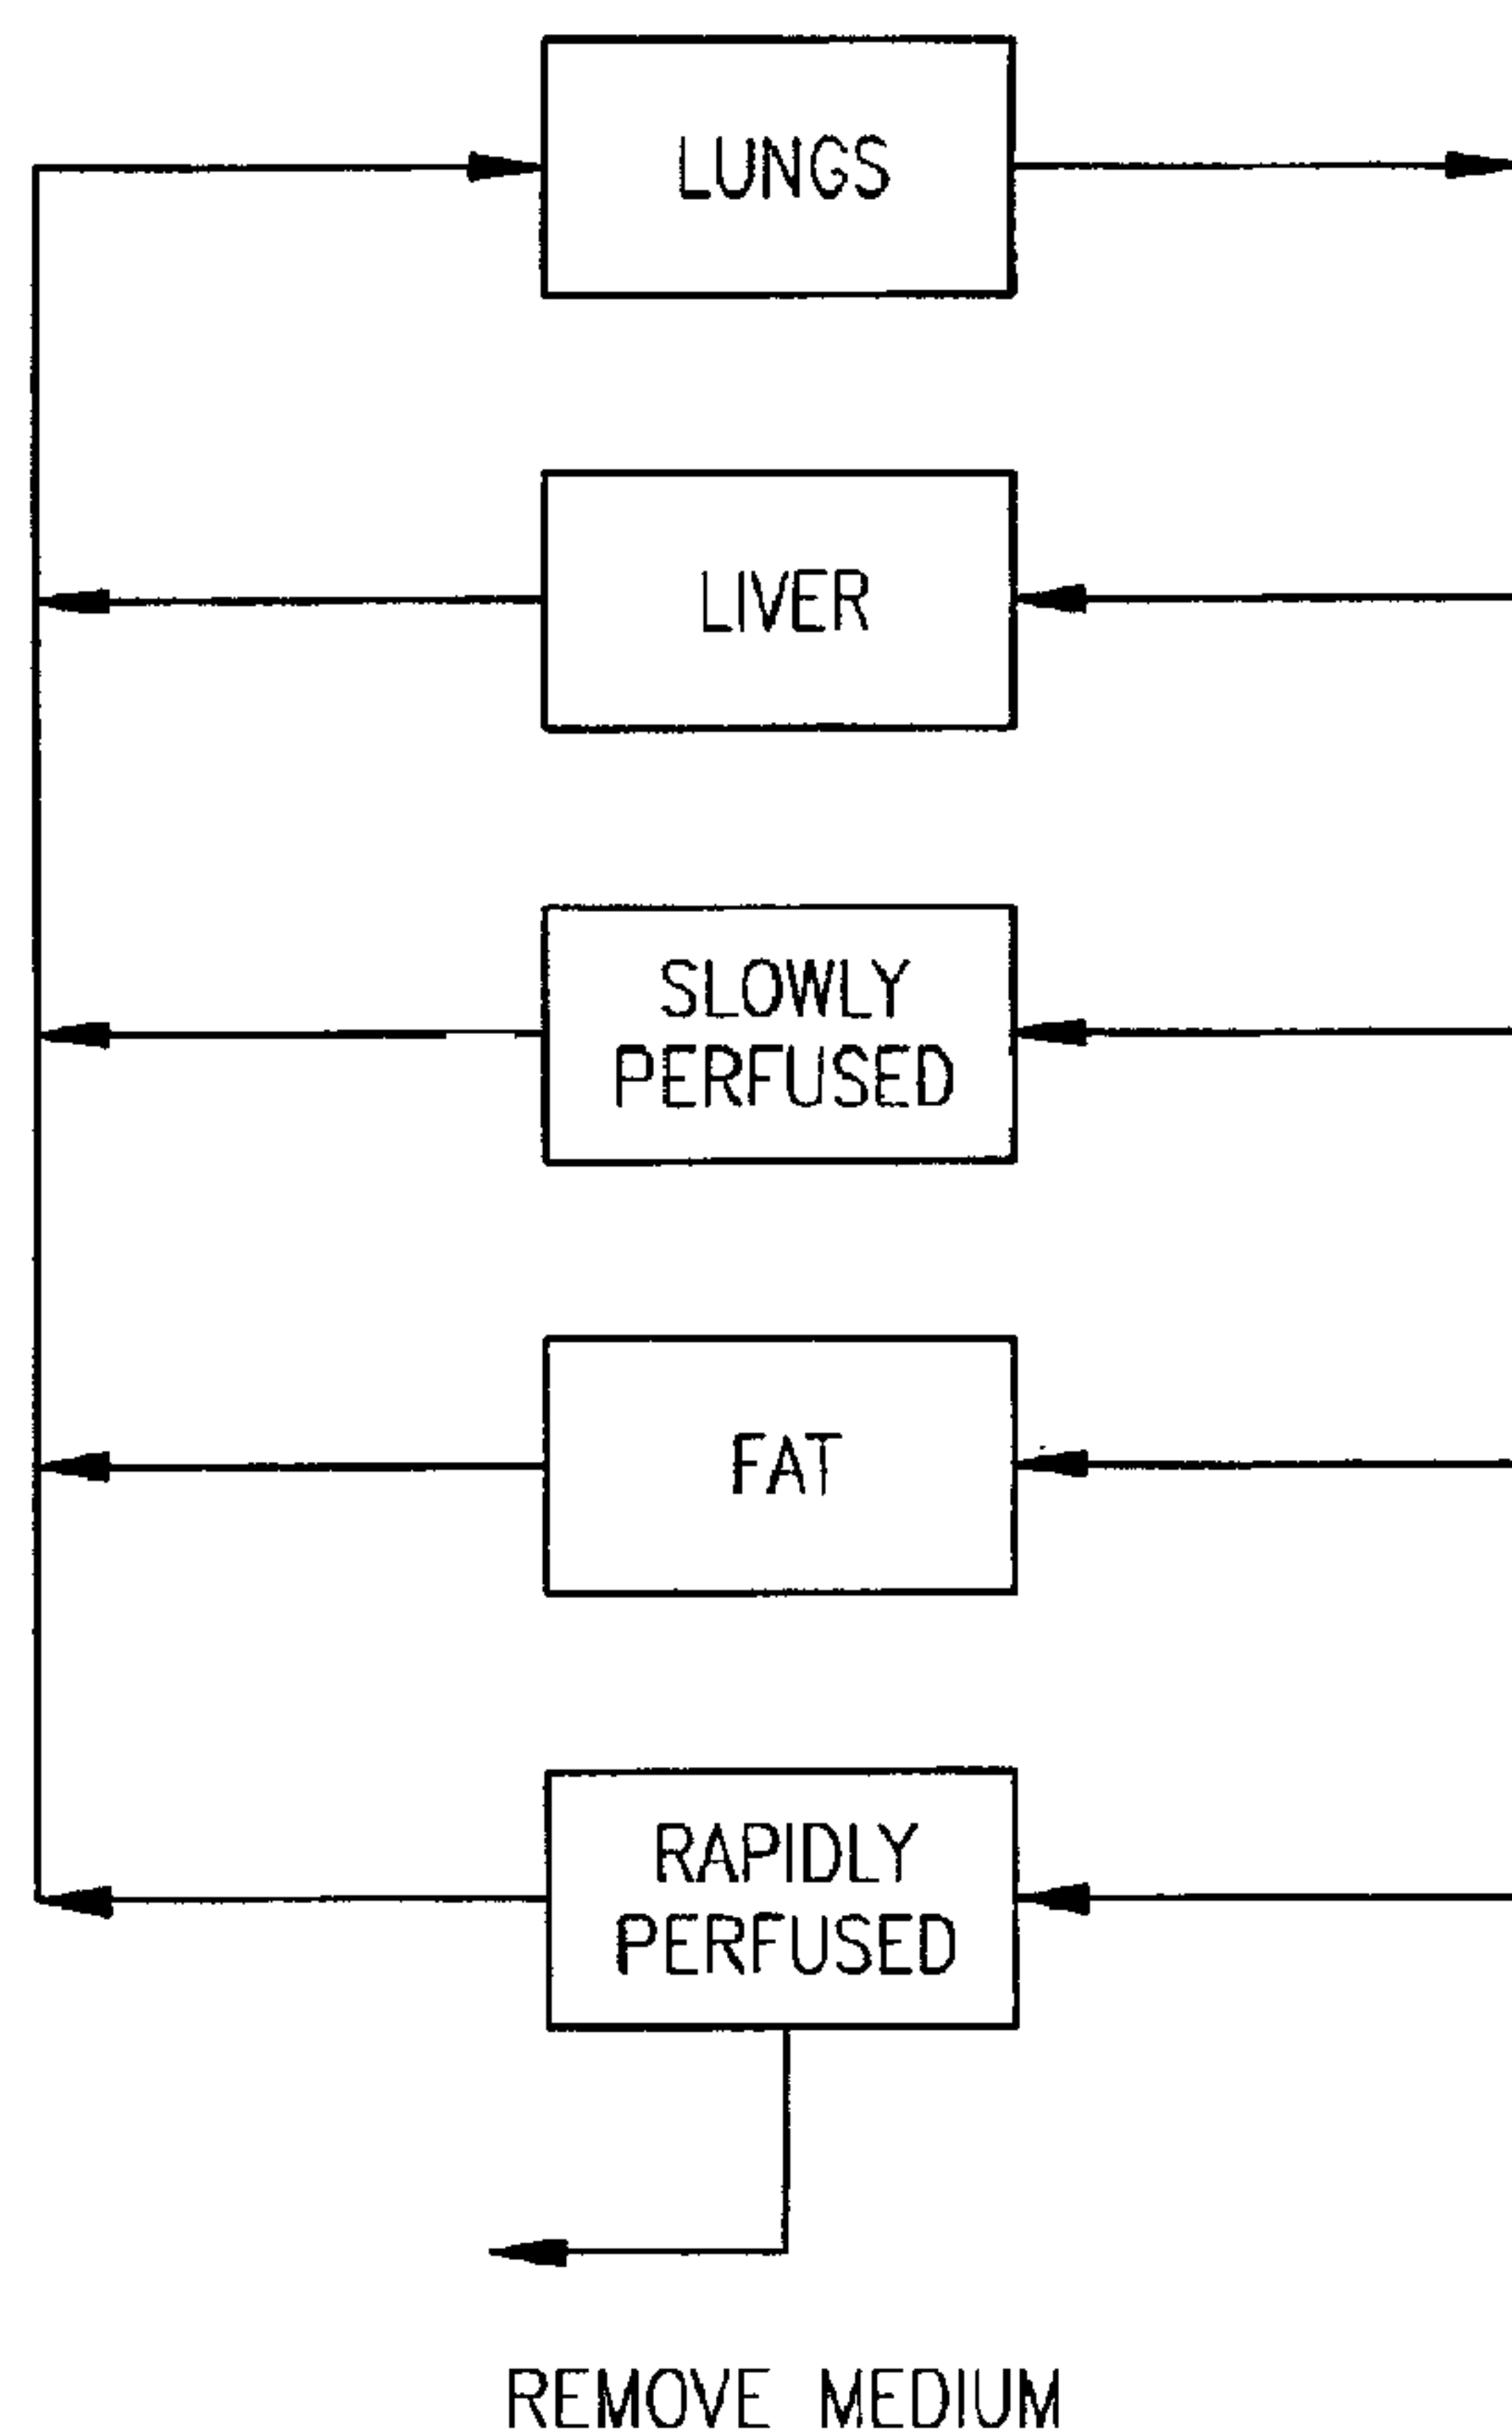 LUNGS
LIVER
SLOWLY
PERFUSED
FAT
RAPIDLY
PERFUSED
REMOVE MEDIUM